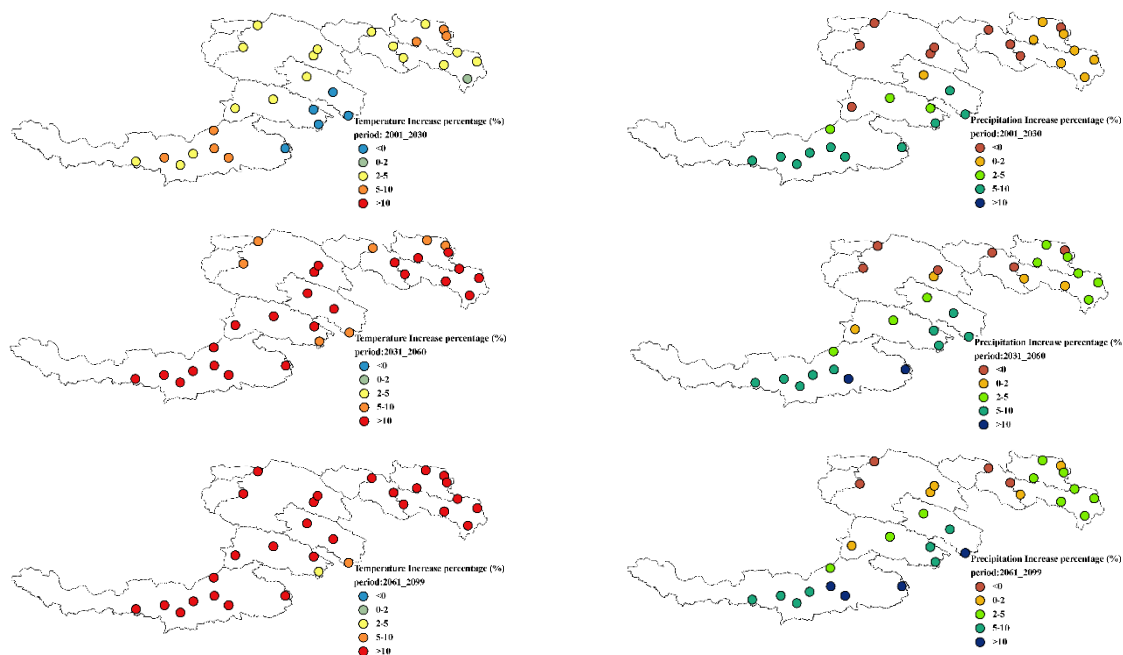 Temperature Increase percentage (%)
period: 2001_2030
<0
0-2
2-5
5-10
>10
Precipitation Increase percentage (%)
period:2001_2030
<0
0-2
2-5
5-10
>10
Temperature Increase percentage (%)
period:2031_2060
<0
0-2
2-5
5-10
>10
Precipitation Increase percentage (%)
period:2031_2060
<0
0-2
2-5
5-10
>10
Temperature Increase percentage (%)
period:2061_2099
<0
0-2
2-5
5-10
>10
Precipitation Increase percentage (%)
period:2061_2099
<0
0-2
2-5
5-10
>10